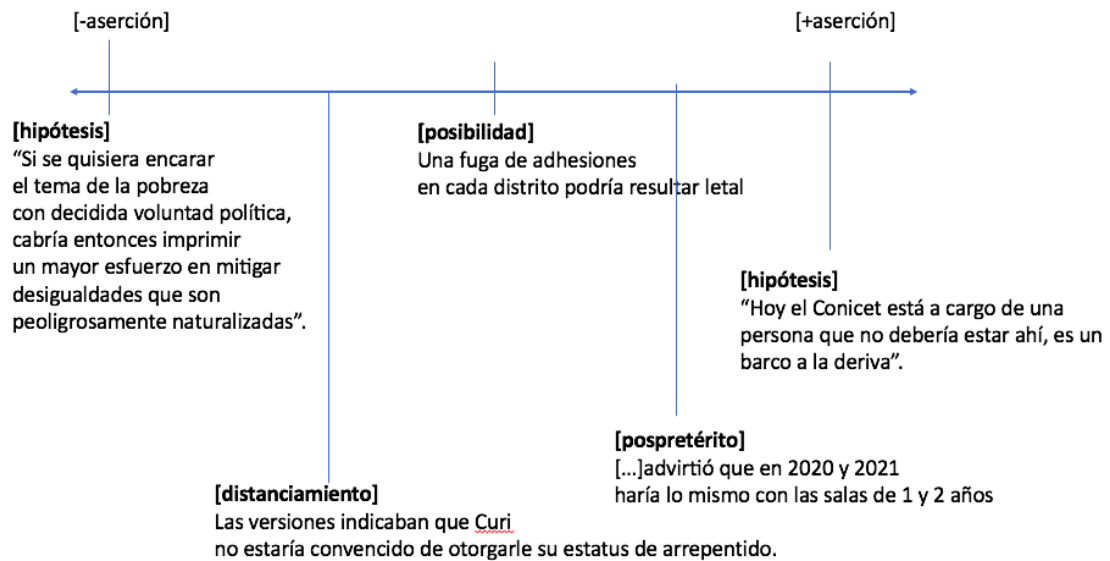 [-aserción]
[+aserción]
[hipótesis]
“Si se quisiera encarar
el tema de la pobreza
con decidida voluntad política,
cabría entonces imprimir
un mayor esfuerzo en mitigar
desigualdades que son
peoligrosamente naturalizadas”.
[posibilidad]
Una fuga de adhesiones
en cada distrito podría resultar letal
[hipótesis]
“Hoy el Conicet está a cargo de una
persona que no debería estar ahí, es un
barco a la deriva”.
[pospretérito]
[...]advirtió que en 2020 y 2021
haría lo mismo con las salas de 1 y 2 años
[distanciamiento]
Las versiones indicaban que Curi
no estaría convencido de otorgarle su estatus de arrepentido.